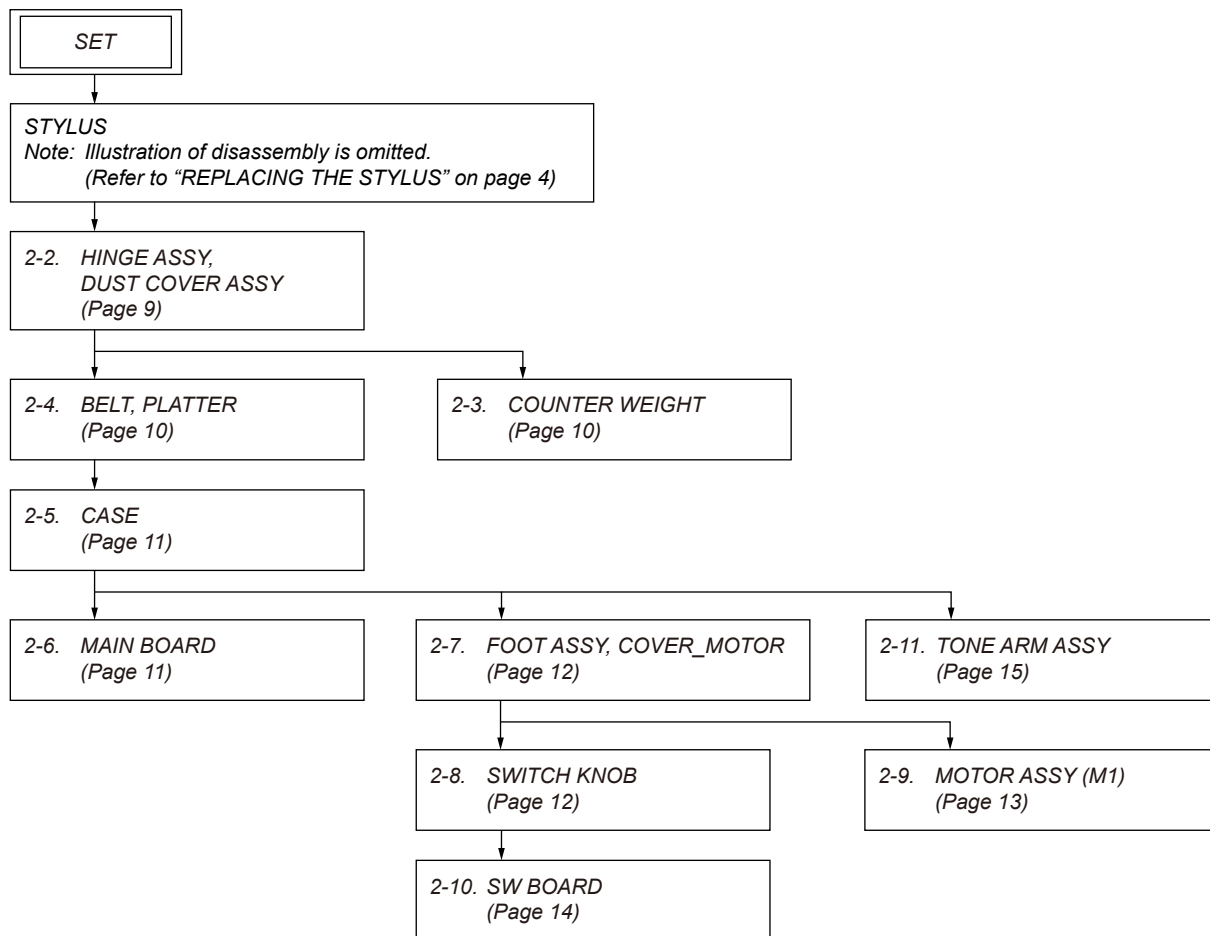 SET
STYLUS
Note: Illustration of disassembly is omitted.
(Refer to “REPLACING THE STYLUS” on page 4)
2-2. HINGE ASSY,
DUST COVER ASSY
(Page 9)
2-4. BELT, PLATTER
(Page 10)
2-3. COUNTER WEIGHT
(Page 10)
2-5. CASE
(Page 11)
2-6. MAIN BOARD
(Page 11)
2-7. FOOT ASSY, COVER_MOTOR
(Page 12)
2-11. TONE ARM ASSY
(Page 15)
2-8. SWITCH KNOB
(Page 12)
2-9. MOTOR ASSY (M1)
(Page 13)
2-10. SW BOARD
(Page 14)